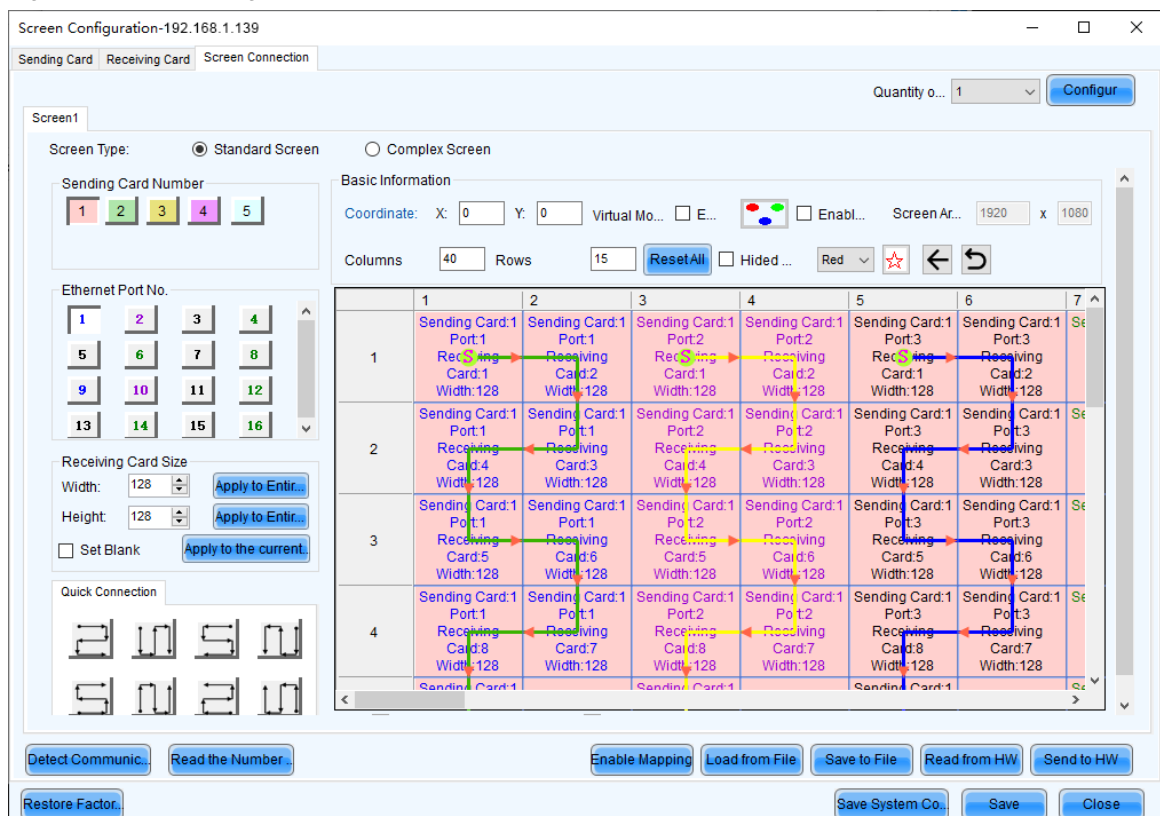 Screen Configuration-192.168.1.139
Sending Card Receiving Card Screen Connection
Quantity o... 1 Configur
Screen1
Screen Type: Standard Screen Complex Screen
Sending Card Number
1 2 3 4 5
Basic Information
Coordinate: X: 0 Y: 0 Virtual Mo... E... Enabl... Screen Ar... 1920 x 1080
Columns 40 Rows 15 Reset All Hided ... Red
Ethernet Port No.
1 2 3 4
5 6 7 8
9 10 11 12
13 14 15 16
Receiving Card Size
Width: 128 Apply to Entir...
Height: 128 Apply to Entir...
Set Blank Apply to the current..
Quick Connection
1 2 3 4 5 6 7
Sending Card:1 Sending Card:1 Sending Card:1 Sending Card:1 Sending Card:1 Sending Card:1 Se
Port:1 Port:1 Port:2 Port:2 Port:3 Port:3
1 Receiving Receiving Receiving Receiving Receiving Receiving
S S S
Card:1 Card:2 Card:1 Card:2 Card:1 Card:2
Width:128 Width:128 Width:128 Width:128 Width:128 Width:128
Sending Card:1 Sending Card:1 Sending Card:1 Sending Card:1 Sending Card:1 Sending Card:1 Se
Port:1 Port:1 Port:2 Port:2 Port:3 Port:3
2 Receiving Receiving Receiving Receiving Receiving Receiving
Card:4 Card:3 Card:4 Card:3 Card:4 Card:3
Width:128 Width:128 Width:128 Width:128 Width:128 Width:128
Sending Card:1 Sending Card:1 Sending Card:1 Sending Card:1 Sending Card:1 Sending Card:1 Se
Port:1 Port:1 Port:2 Port:2 Port:3 Port:3
3 Receiving Receiving Receiving Receiving Receiving Receiving
Card:5 Card:6 Card:5 Card:6 Card:5 Card:6
Width:128 Width:128 Width:128 Width:128 Width:128 Width:128
Sending Card:1 Sending Card:1 Sending Card:1 Sending Card:1 Sending Card:1 Sending Card:1 Se
Port:1 Port:1 Port:2 Port:2 Port:3 Port:3
4 Receiving Receiving Receiving Receiving Receiving Receiving
Card:8 Card:7 Card:8 Card:7 Card:8 Card:7
Width:128 Width:128 Width:128 Width:128 Width:128 Width:128
Sending Card:1 Sending Card:1 Sending Card:1 Se
Detect Communic.. Read the Number .. Enable Mapping Load from File Save to File Read from HW Send to HW
Restore Factor.. Save System Co.. Save Close